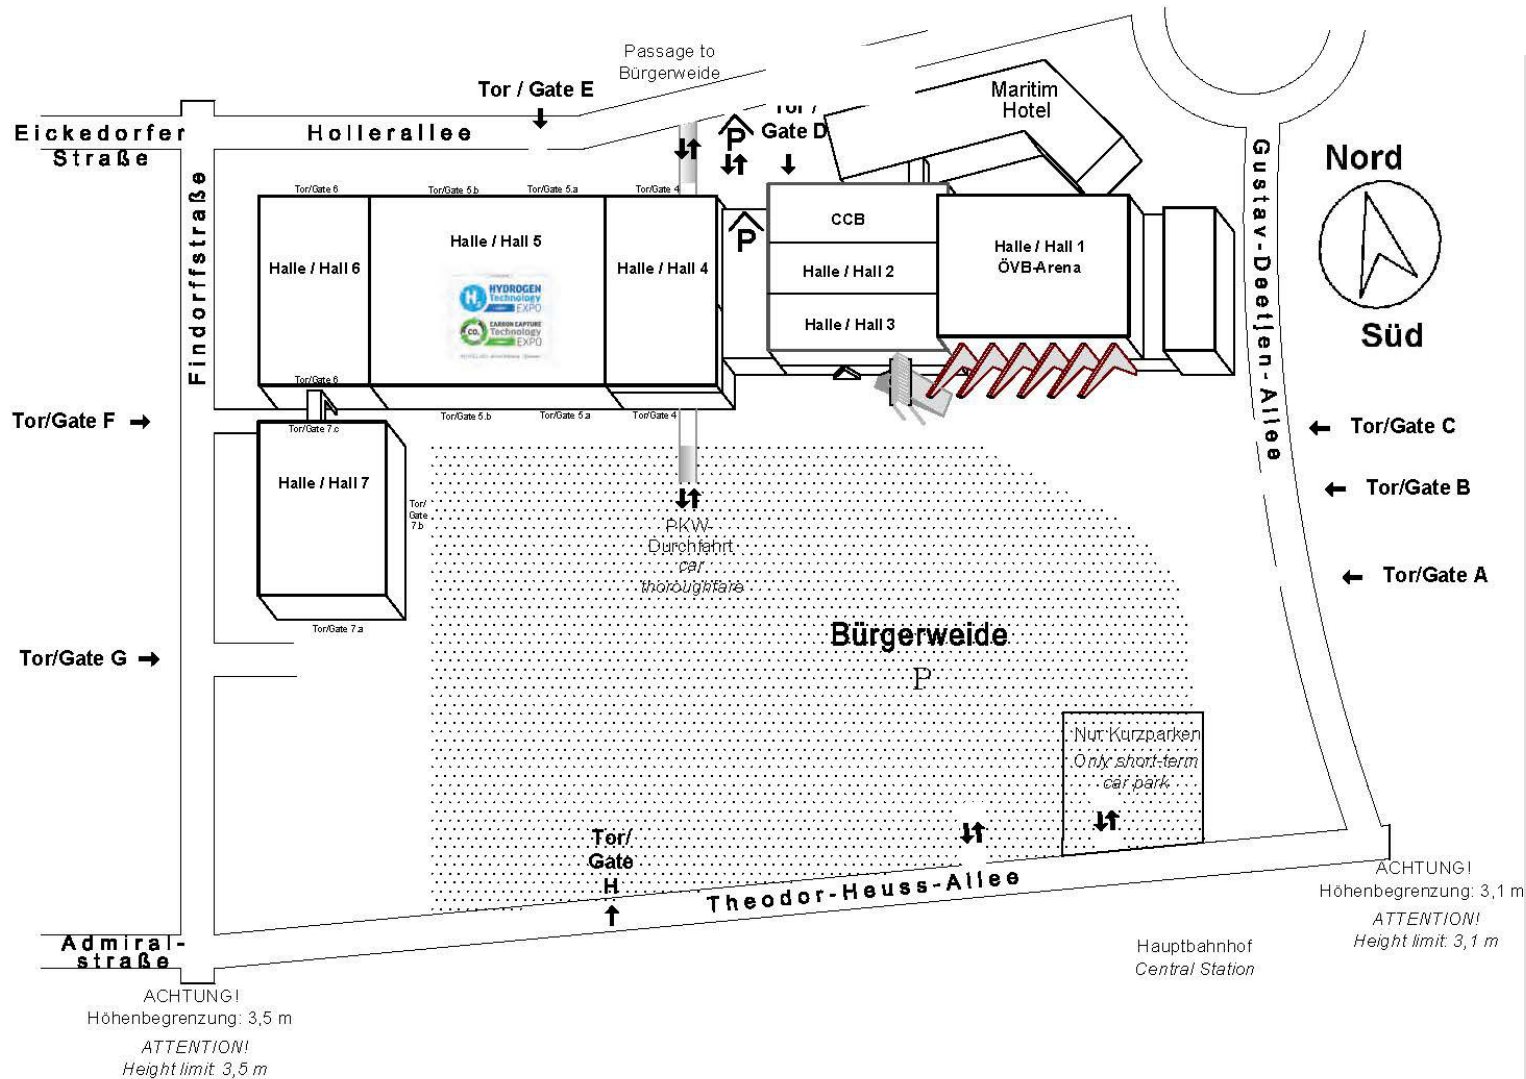 Passage to
Bürgerweide
Tor / Gate E
Tor /
Gate D
P
Maritim
Hotel
Eickedorfer
Straße
Hollerallee
Findorffstraße
Gustav-Deetjen-Allee
Nord
Süd
Tor/Gate 6
Tor/Gate 5.b
Tor/Gate 5.a
Tor/Gate 4
P
CCB
Halle / Hall 6
Halle / Hall 5
Halle / Hall 4
Halle / Hall 2
Halle / Hall 3
Halle / Hall 1
ÖVB-Arena
H2
HYDROGEN
Technology
EXPO
CO2
CARBON CAPTURE
Technology
EXPO
Tor/Gate 6
Tor/Gate 5.b
Tor/Gate 5.a
Tor/Gate 4
Tor/Gate F
Tor/Gate 7.c
Halle / Hall 7
Tor/
Gate
7.b
Tor/Gate 7.a
Tor/Gate G
Tor/Gate C
Tor/Gate B
Tor/Gate A
PKW-
Durchfahrt
car
thoroughfare
Bürgerweide
P
Nur Kurzparken
Only short-term
car park
Tor/
Gate
H
Theodor-Heuss-Allee
Admiral-
straße
ACHTUNG!
Höhenbegrenzung: 3,1 m
ATTENTION!
Height limit: 3,1 m
Hauptbahnhof
Central Station
ACHTUNG!
Höhenbegrenzung: 3,5 m
ATTENTION!
Height limit: 3,5 m